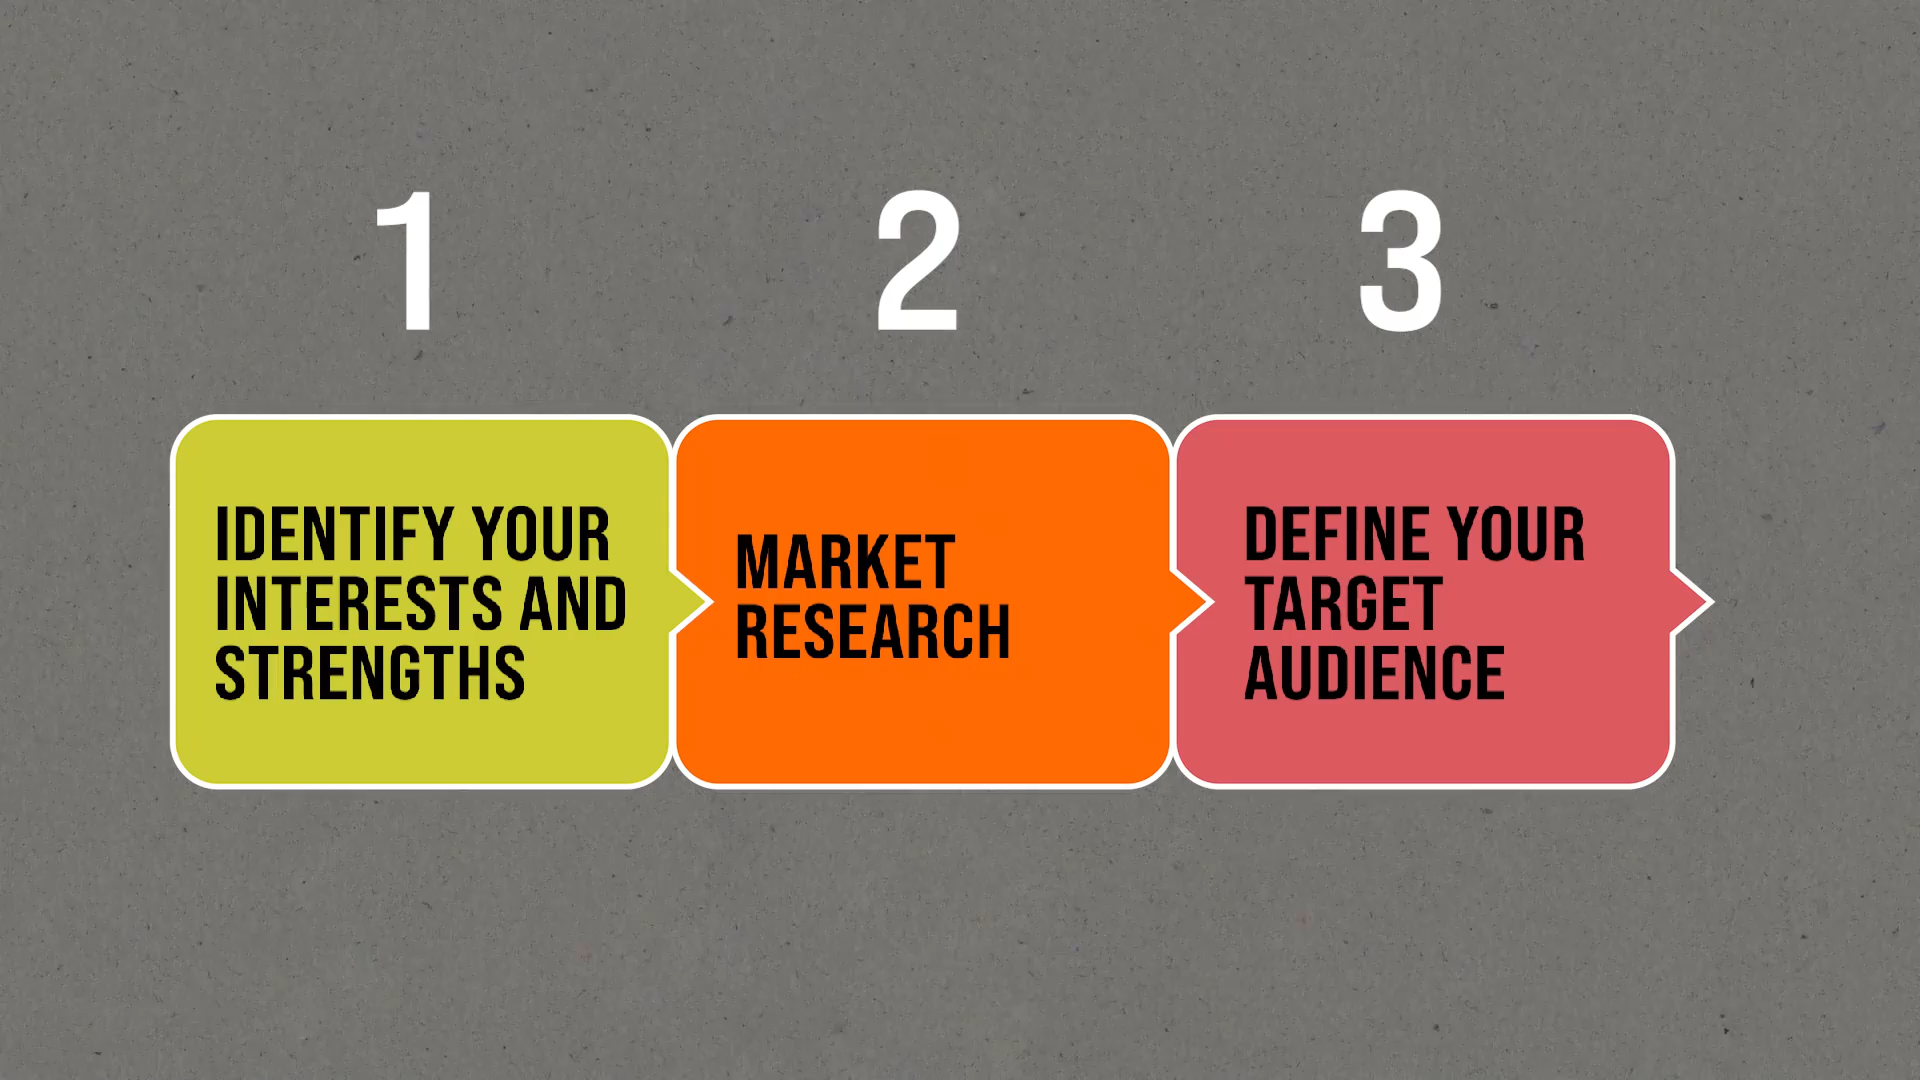 1
2
3
IDENTIFY YOUR
INTERESTS AND
STRENGTHS
MARKET
RESEARCH
DEFINE YOUR
TARGET
AUDIENCE